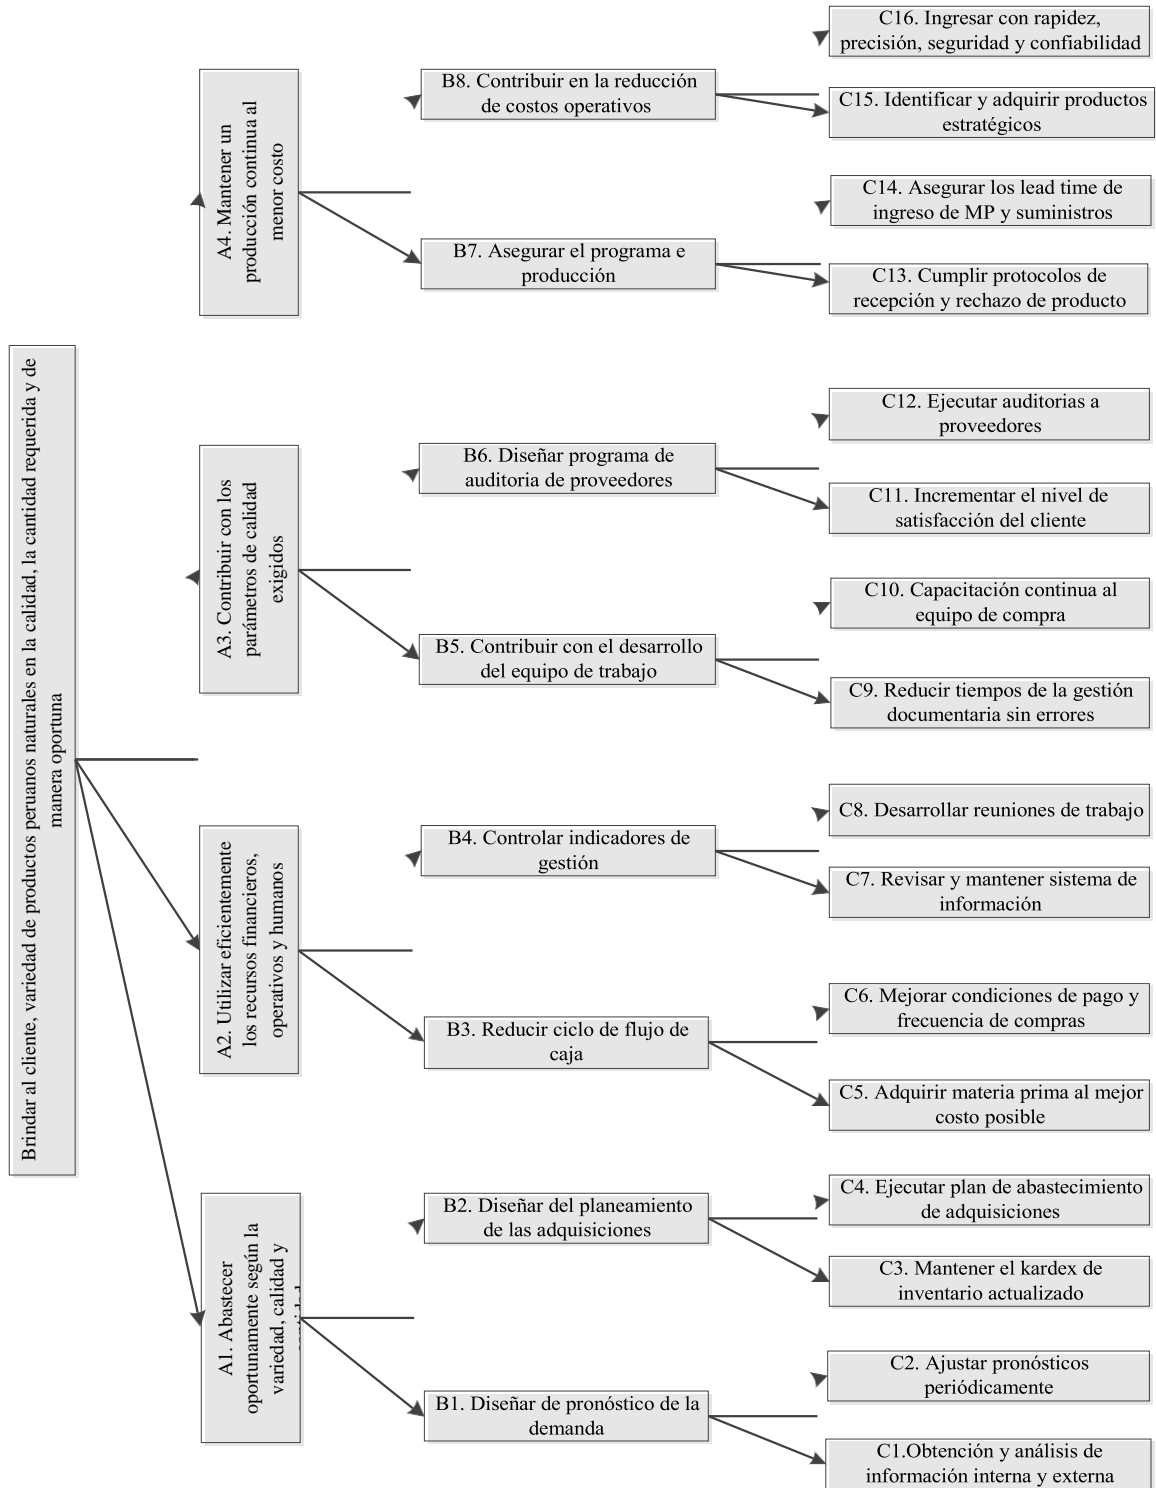 Brindar al cliente, variedad de productos peruanos naturales en la calidad, la cantidad requerida y de
manera oportuna
A4. Mantener un
producción continua al
menor costo
B8. Contribuir en la reducción
de costos operativos
C16. Ingresar con rapidez,
precisión, seguridad y confiabilidad
C15. Identificar y adquirir productos
estratégicos
B7. Asegurar el programa e
producción
C14. Asegurar los lead time de
ingreso de MP y suministros
C13. Cumplir protocolos de
recepción y rechazo de producto
A3. Contribuir con los
parámetros de calidad
exigidos
B6. Diseñar programa de
auditoria de proveedores
C12. Ejecutar auditorias a
proveedores
C11. Incrementar el nivel de
satisfacción del cliente
B5. Contribuir con el desarrollo
del equipo de trabajo
C10. Capacitación continua al
equipo de compra
C9. Reducir tiempos de la gestión
documentaria sin errores
A2. Utilizar eficientemente
los recursos financieros,
operativos y humanos
B4. Controlar indicadores de
gestión
C8. Desarrollar reuniones de trabajo
C7. Revisar y mantener sistema de
información
B3. Reducir ciclo de flujo de
caja
C6. Mejorar condiciones de pago y
frecuencia de compras
C5. Adquirir materia prima al mejor
costo posible
A1. Abastecer
oportunamente según la
variedad, calidad y
B2. Diseñar del planeamiento
de las adquisiciones
C4. Ejecutar plan de abastecimiento
de adquisiciones
C3. Mantener el kardex de
inventario actualizado
B1. Diseñar de pronóstico de la
demanda
C2. Ajustar pronósticos
periódicamente
C1.Obtención y análisis de
información interna y externa